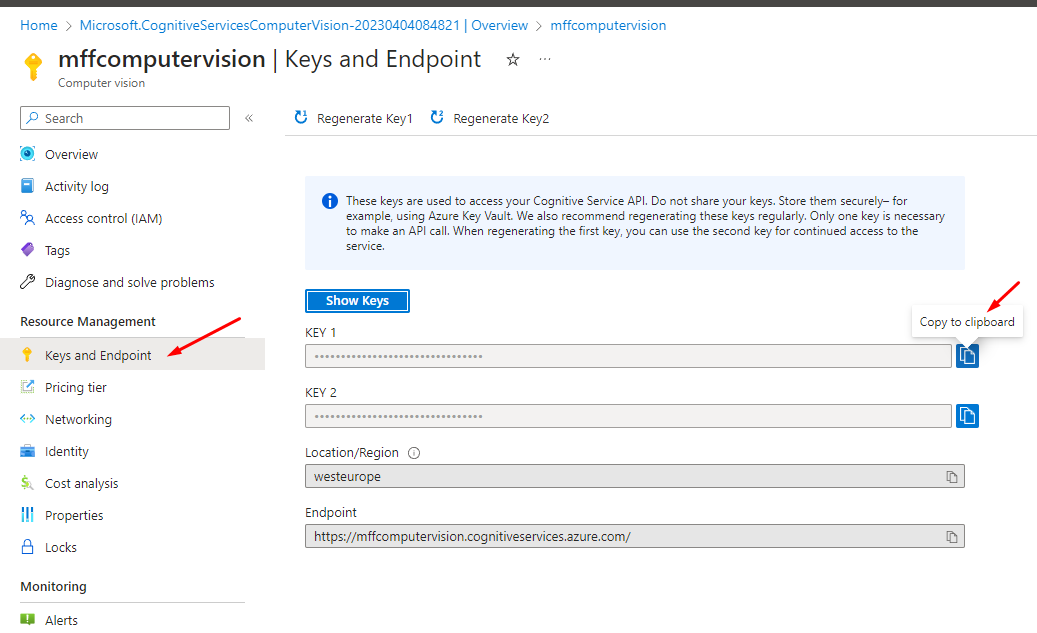 Home > Microsoft.CognitiveServicesComputerVision-20230404084821 | Overview > mffcomputervision
mffcomputervision | Keys and Endpoint ☆ ...
Computer vision
Search «
Overview
Activity log
Access control (IAM)
Tags
Diagnose and solve problems
Resource Management
Keys and Endpoint
Pricing tier
Networking
Identity
Cost analysis
Properties
Locks
Monitoring
Alerts
Regenerate Key1 Regenerate Key2
These keys are used to access your Cognitive Service API. Do not share your keys. Store them securely– for
example, using Azure Key Vault. We also recommend regenerating these keys regularly. Only one key is necessary
to make an API call. When regenerating the first key, you can use the second key for continued access to the
service.
Show Keys
Copy to clipboard
KEY 1
••••••••••••••••••••••••••••••••
KEY 2
••••••••••••••••••••••••••••••••
Location/Region
westeurope
Endpoint
https://mffcomputervision.cognitiveservices.azure.com/